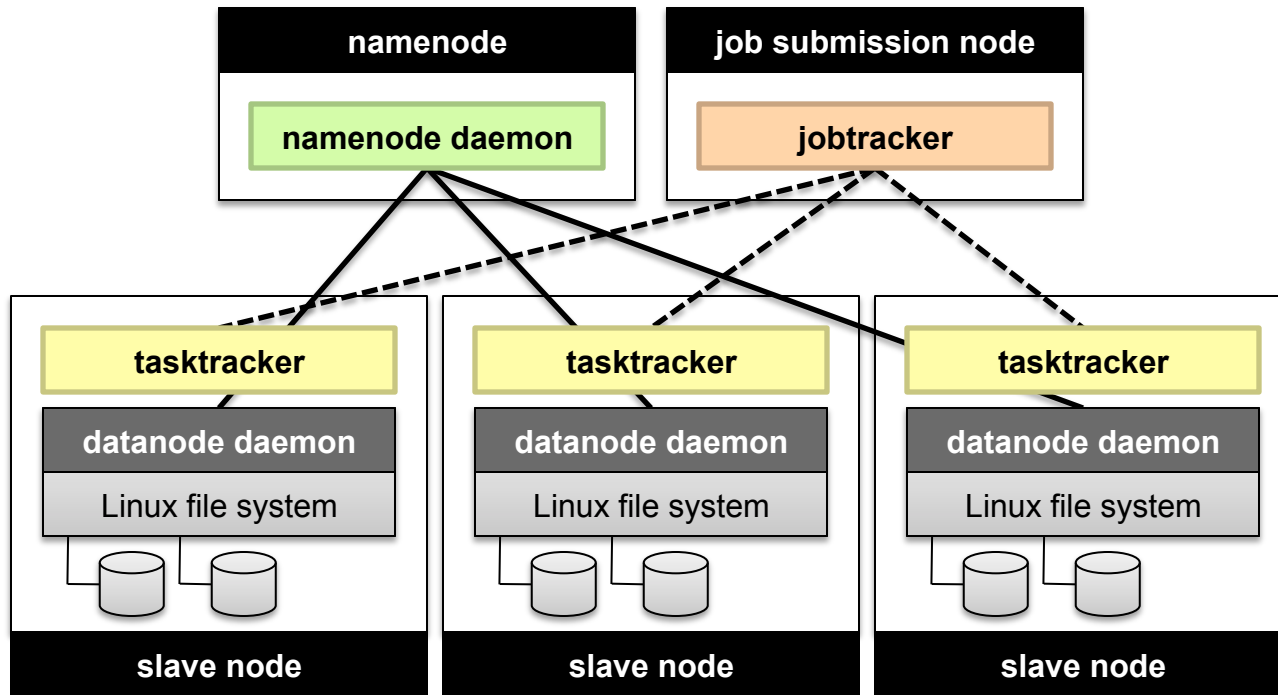 namenode
job submission node
namenode daemon
jobtracker
tasktracker
tasktracker
tasktracker
datanode daemon
datanode daemon
datanode daemon
Linux file system
Linux file system
Linux file system
slave node
slave node
slave node